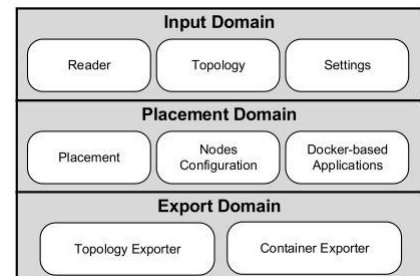 Input Domain
Reader
Topology
Settings
Placement Domain
Placement
Nodes
Configuration
Docker-based
Applications
Export Domain
Topology Exporter
Container Exporter